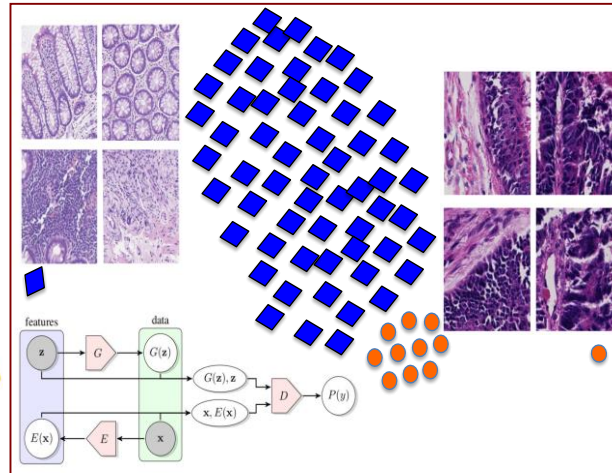 features data
z G G(z)
G(z), z
D P(y)
x, E(x)
E(x) E x